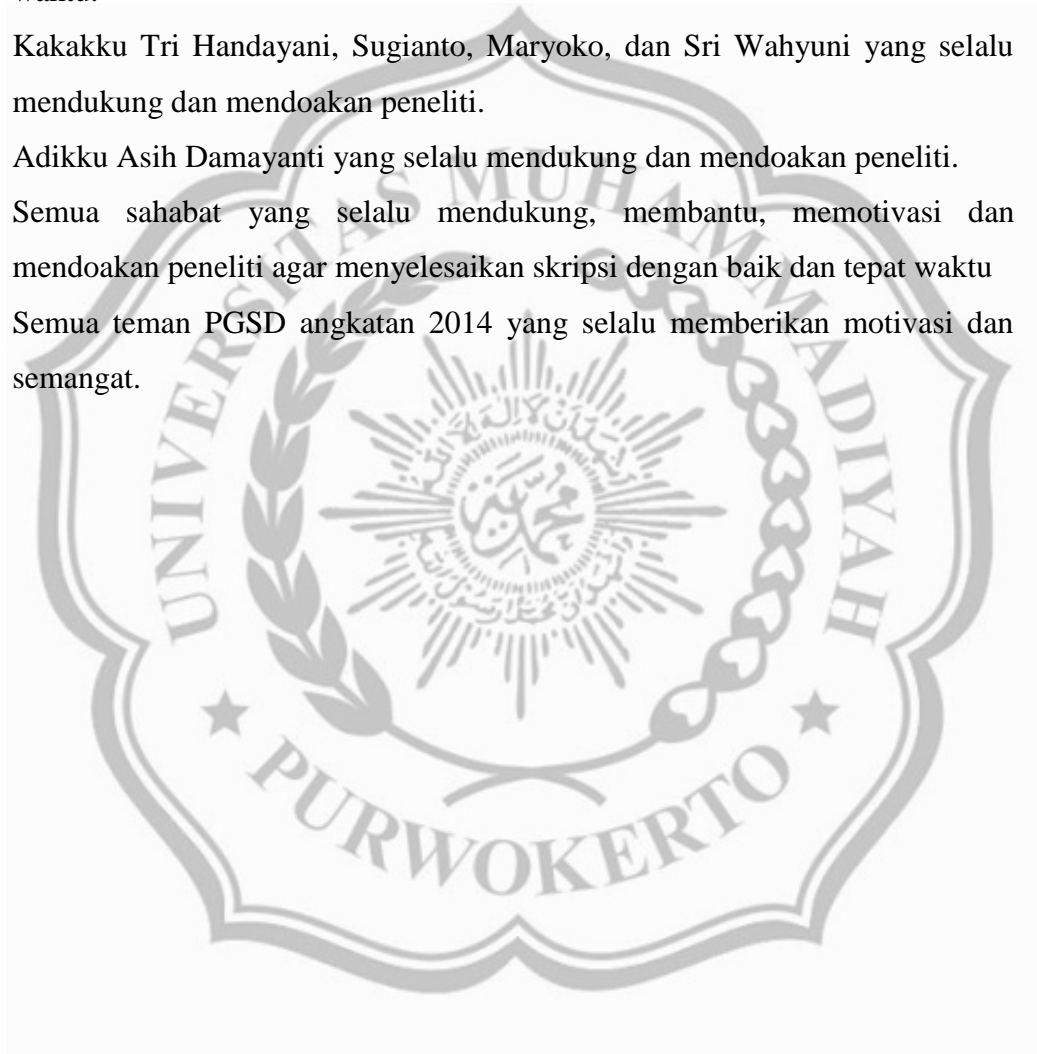 waktu.
Kakakku Tri Handayani, Sugianto, Maryoko, dan Sri Wahyuni yang selalu
mendukung dan mendoakan peneliti.
Adikku Asih Damayanti yang selalu mendukung dan mendoakan peneliti.
Semua sahabat yang selalu mendukung, membantu, memotivasi dan
mendoakan peneliti agar menyelesaikan skripsi dengan baik dan tepat waktu
Semua teman PGSD angkatan 2014 yang selalu memberikan motivasi dan
semangat.
UNIVERSITAS MUHAMMADIYAH
PURWOKERTO